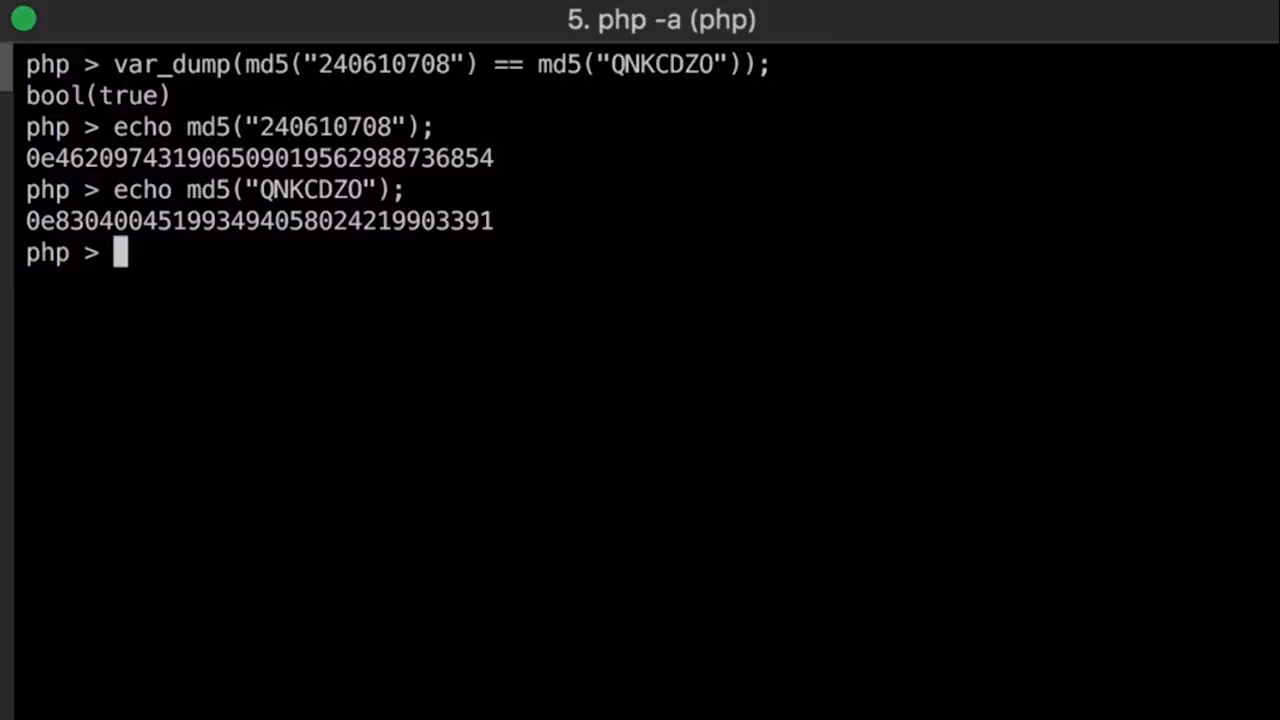 5. php -a (php)
php > var_dump(md5("240610708") == md5("QNKCDZO"));
bool(true)
php > echo md5("240610708");
0e462097431906509019562988736854
php > echo md5("QNKCDZO");
0e830400451993494058024219903391
php >